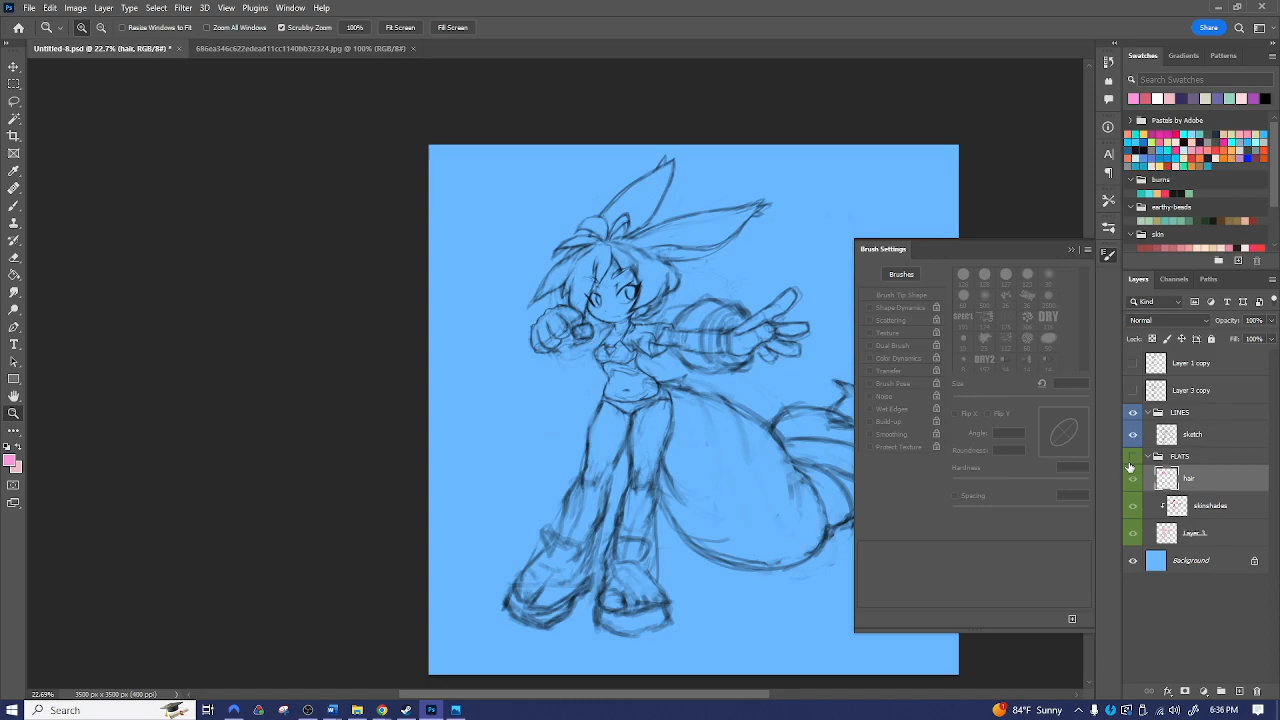 File Edit Image Layer Type Select Filter 3D View Plugins Window Help
Resize Windows to Fit Zoom All Windows Scrubby Zoom 100% Fit Screen Fill Screen Share
Untitled-8.psd @ 22.7% (hair, RGB/8#) * × 686ea346c622edead11cc1140bb32324.jpg @ 100% (RGB/8#) ×
Swatches Gradients Patterns
Search Swatches
Pastels by Adobe
burns
earthy-beads
skin
Brush Settings
Brushes
Brush Tip Shape
Shape Dynamics
Scattering
Texture
Dual Brush
Color Dynamics
Transfer
Brush Pose
Noise
Wet Edges
Build-up
Smoothing
Protect Texture
Size
Flip X Flip Y
Angle:
Roundness:
Hardness
Spacing
Layers Channels Paths
Kind
Normal Opacity: 100%
Lock: Fill: 100%
Layer 1 copy
Layer 3 copy
LINES
sketch
FLATS
hair
skinshades
Layer 3
Background
22.69% 3500 px x 3500 px (400 ppi)
Search
84°F Sunny 6:36 PM